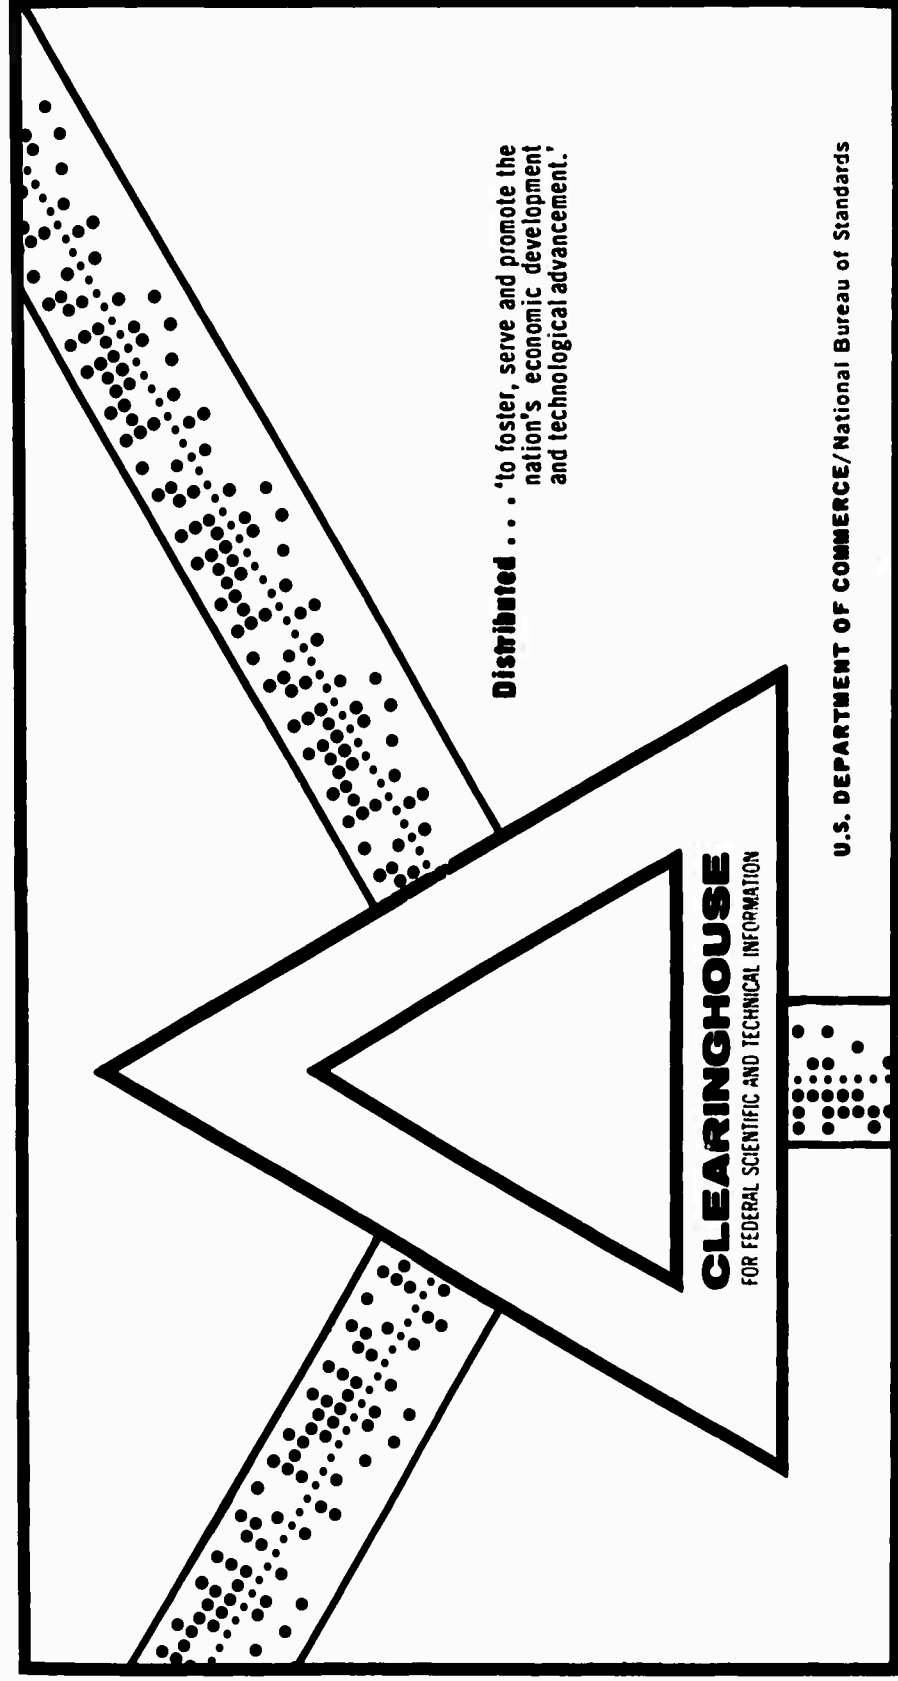 Distributed . . . "to foster, serve and promote the
nation's economic development
and technological advancement.'
CLEARINGHOUSE
FOR FEDERAL SCIENTIFIC AND TECHNICAL INFORMATION
U.S. DEPARTMENT OF COMMERCE/National Bureau of Standards